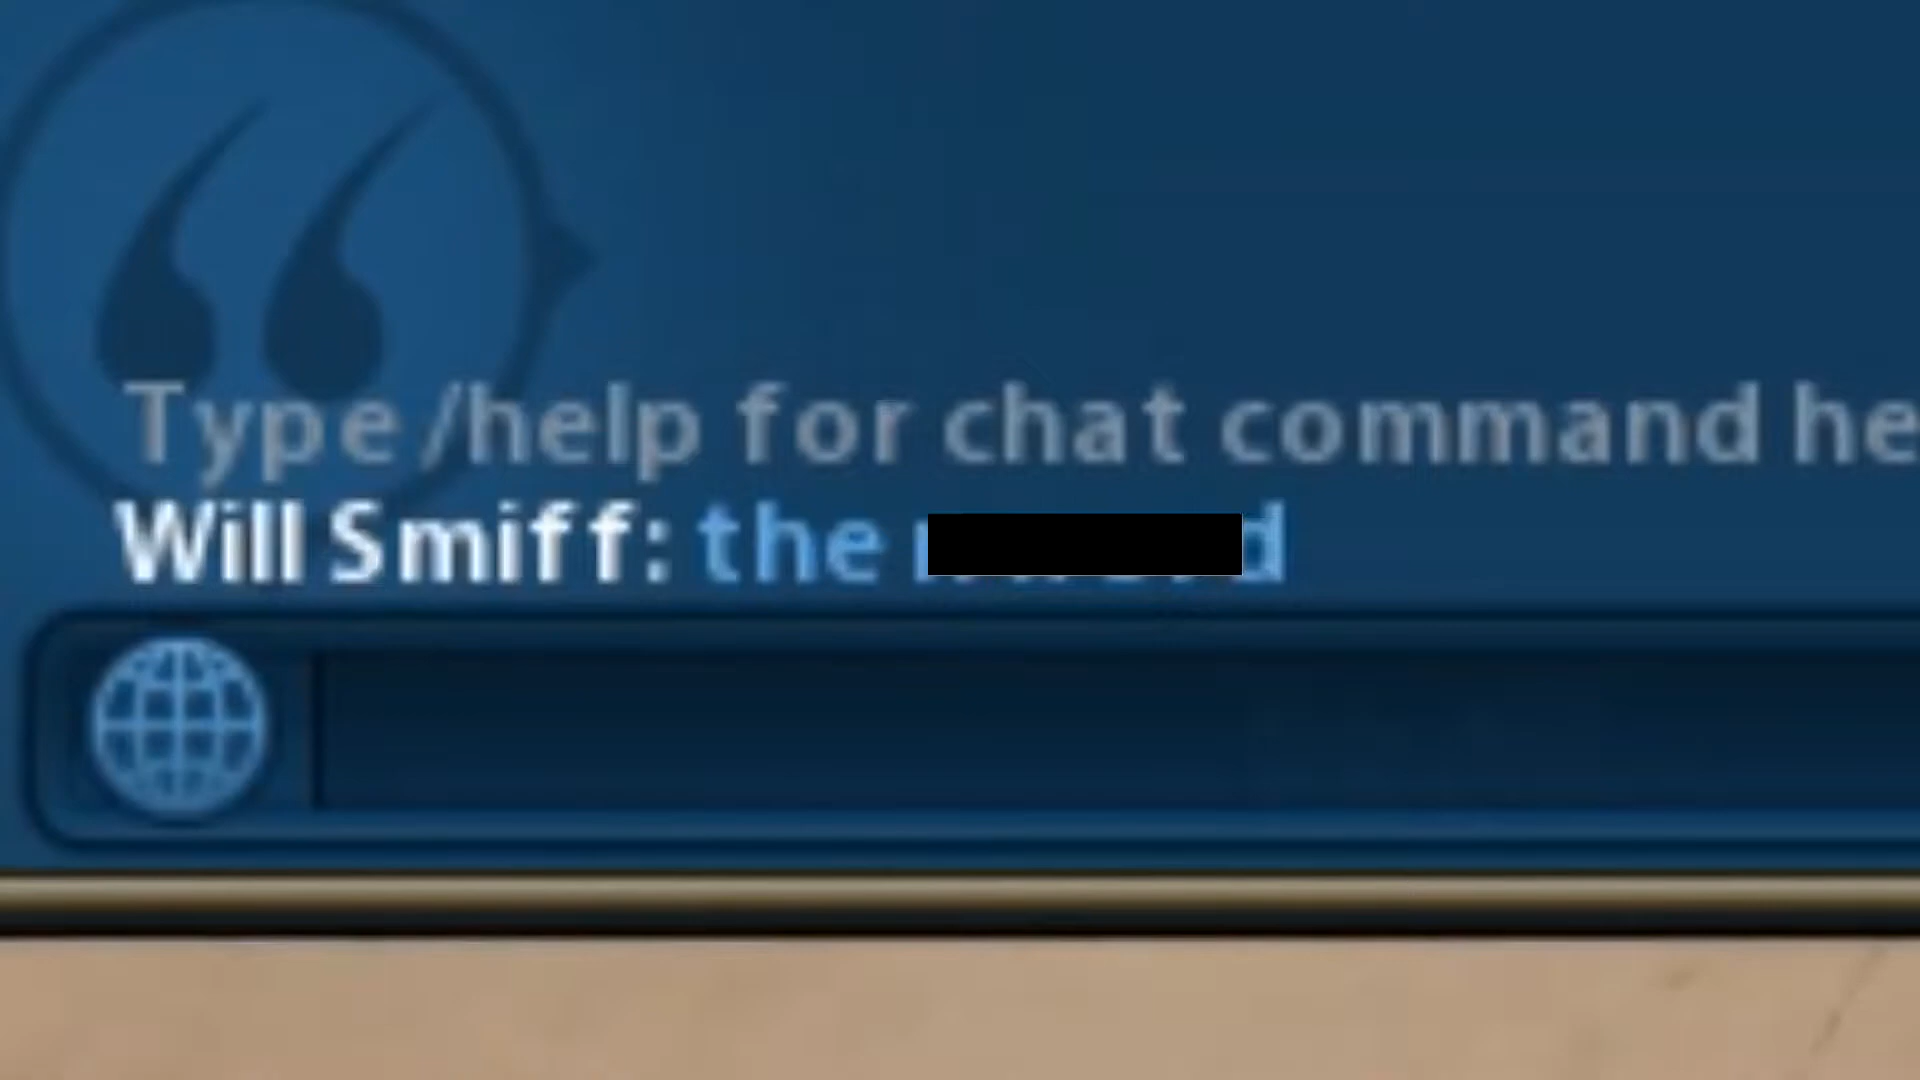 Type /help for chat command he
Will Smiff: the